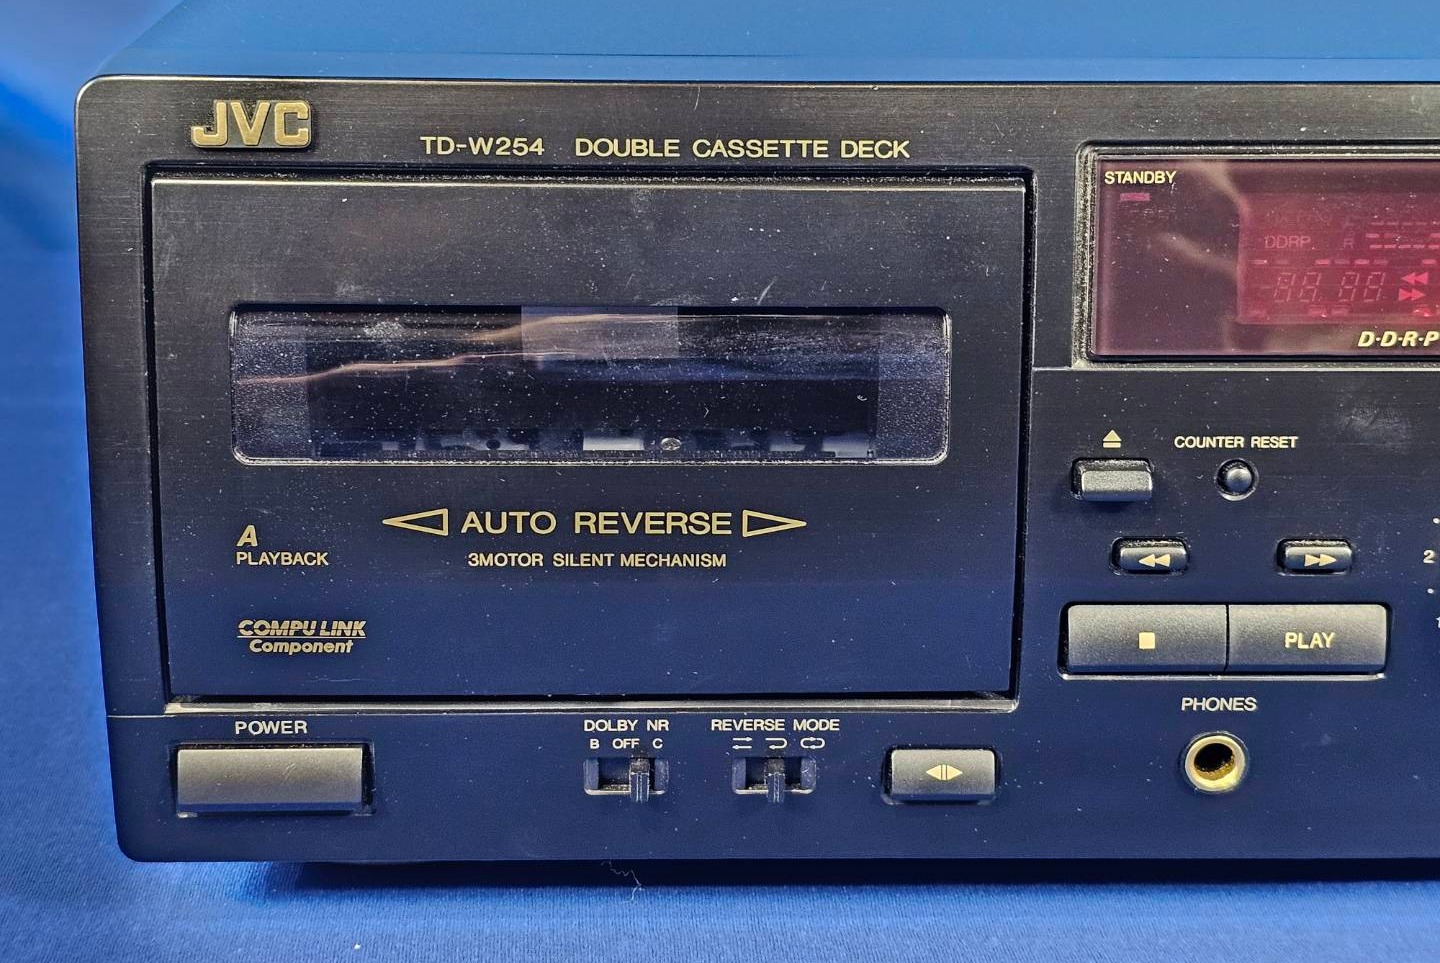 JVC
TD-W254 DOUBLE CASSETTE DECK
STANDBY
DDRP
D·D·R·P
COUNTER RESET
AUTO REVERSE
3MOTOR SILENT MECHANISM
A
PLAYBACK
COMPU LINK
Component
2
PLAY
PHONES
POWER
DOLBY NR
B OFF C
REVERSE MODE